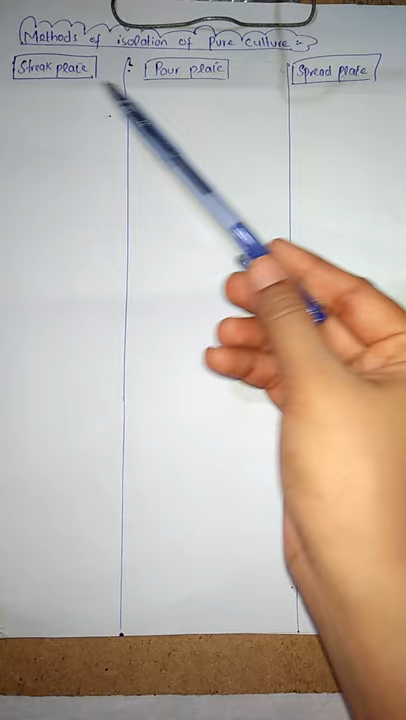 Methods of isolation of pure culture :-
Streak plate
Pour plate
Spread plate